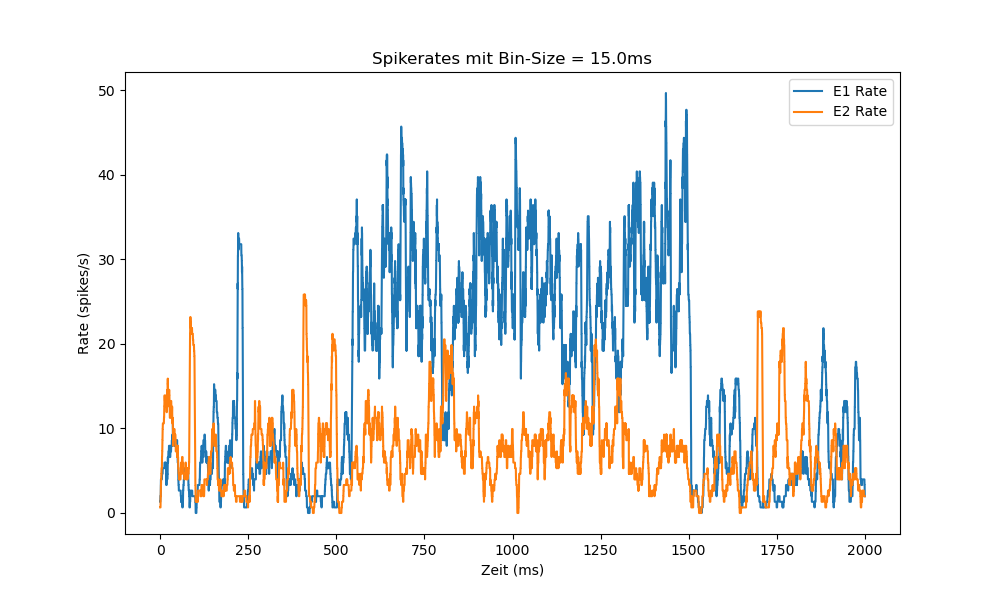 Spikerates mit Bin-Size = 15.0ms
E1 Rate
E2 Rate
50
40
30
20
10
0
Rate (spikes/s)
0 250 500 750 1000 1250 1500 1750 2000
Zeit (ms)